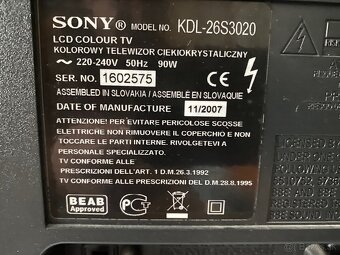 SONY® MODEL NO. KDL-26S3020
LCD COLOUR TV
KOLOROWY TELEWIZOR CIEKŁOKRYSTALICZNY
~ 220-240V 50Hz 90W
SER. NO. 1602575
ASSEMBLED IN SLOVAKIA / ASSEMBLÉ EN SLOVAQUIE
DATE OF MANUFACTURE 11/2007
ATTENZIONE! PER EVITARE PERICOLOSE SCOSSE
ELETTRICHE NON RIMUOVERE IL COPERCHIO E NON
TOCCARE LE PARTI INTERNE. RIVOLGETEVI A
PERSONALE SPECIALIZZATO.
TV CONFORME ALLE
PRESCRIZIONI DELL'ART. 1 D.M. 26.3.1992
TV CONFORME ALLE PRESCRIZIONI DEL D.M. 28.8.1995
BEAB
Approved